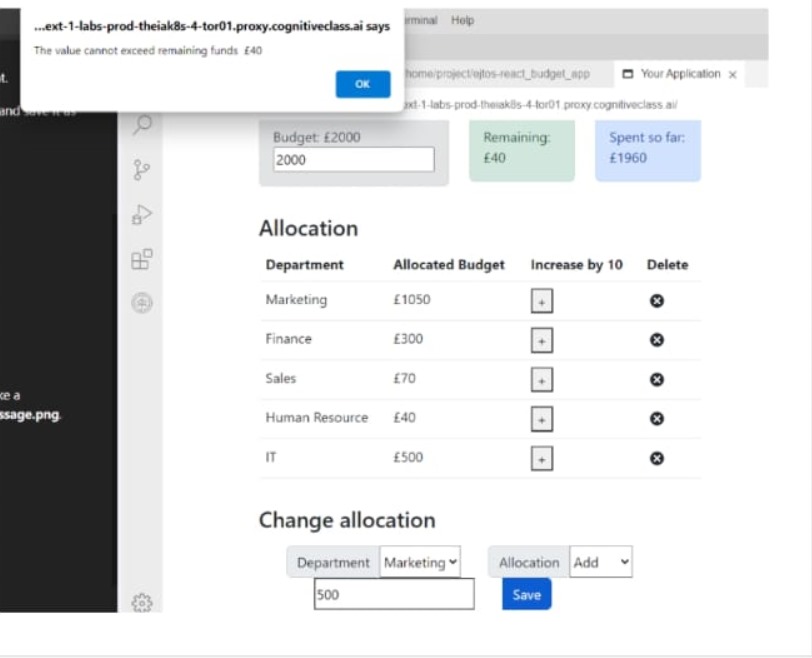 ...ext-1-labs-prod-theiak8s-4-tor01.proxy.cognitiveclass.ai says
The value cannot exceed remaining funds £40
OK
erminal Help
home/project/ejtos-react_budget_app
Your Application ×
ext-1-labs-prod-theiak8s-4-tor01.proxy.cognitiveclass.ai/
t.
and save it as
Budget: £2000
2000
Remaining:
£40
Spent so far:
£1960
Allocation
Department Allocated Budget Increase by 10 Delete
Marketing £1050 +
Finance £300 +
Sales £70 +
Human Resource £40 +
IT £500 +
ke a
ssage.png.
Change allocation
Department Marketing Allocation Add
500 Save